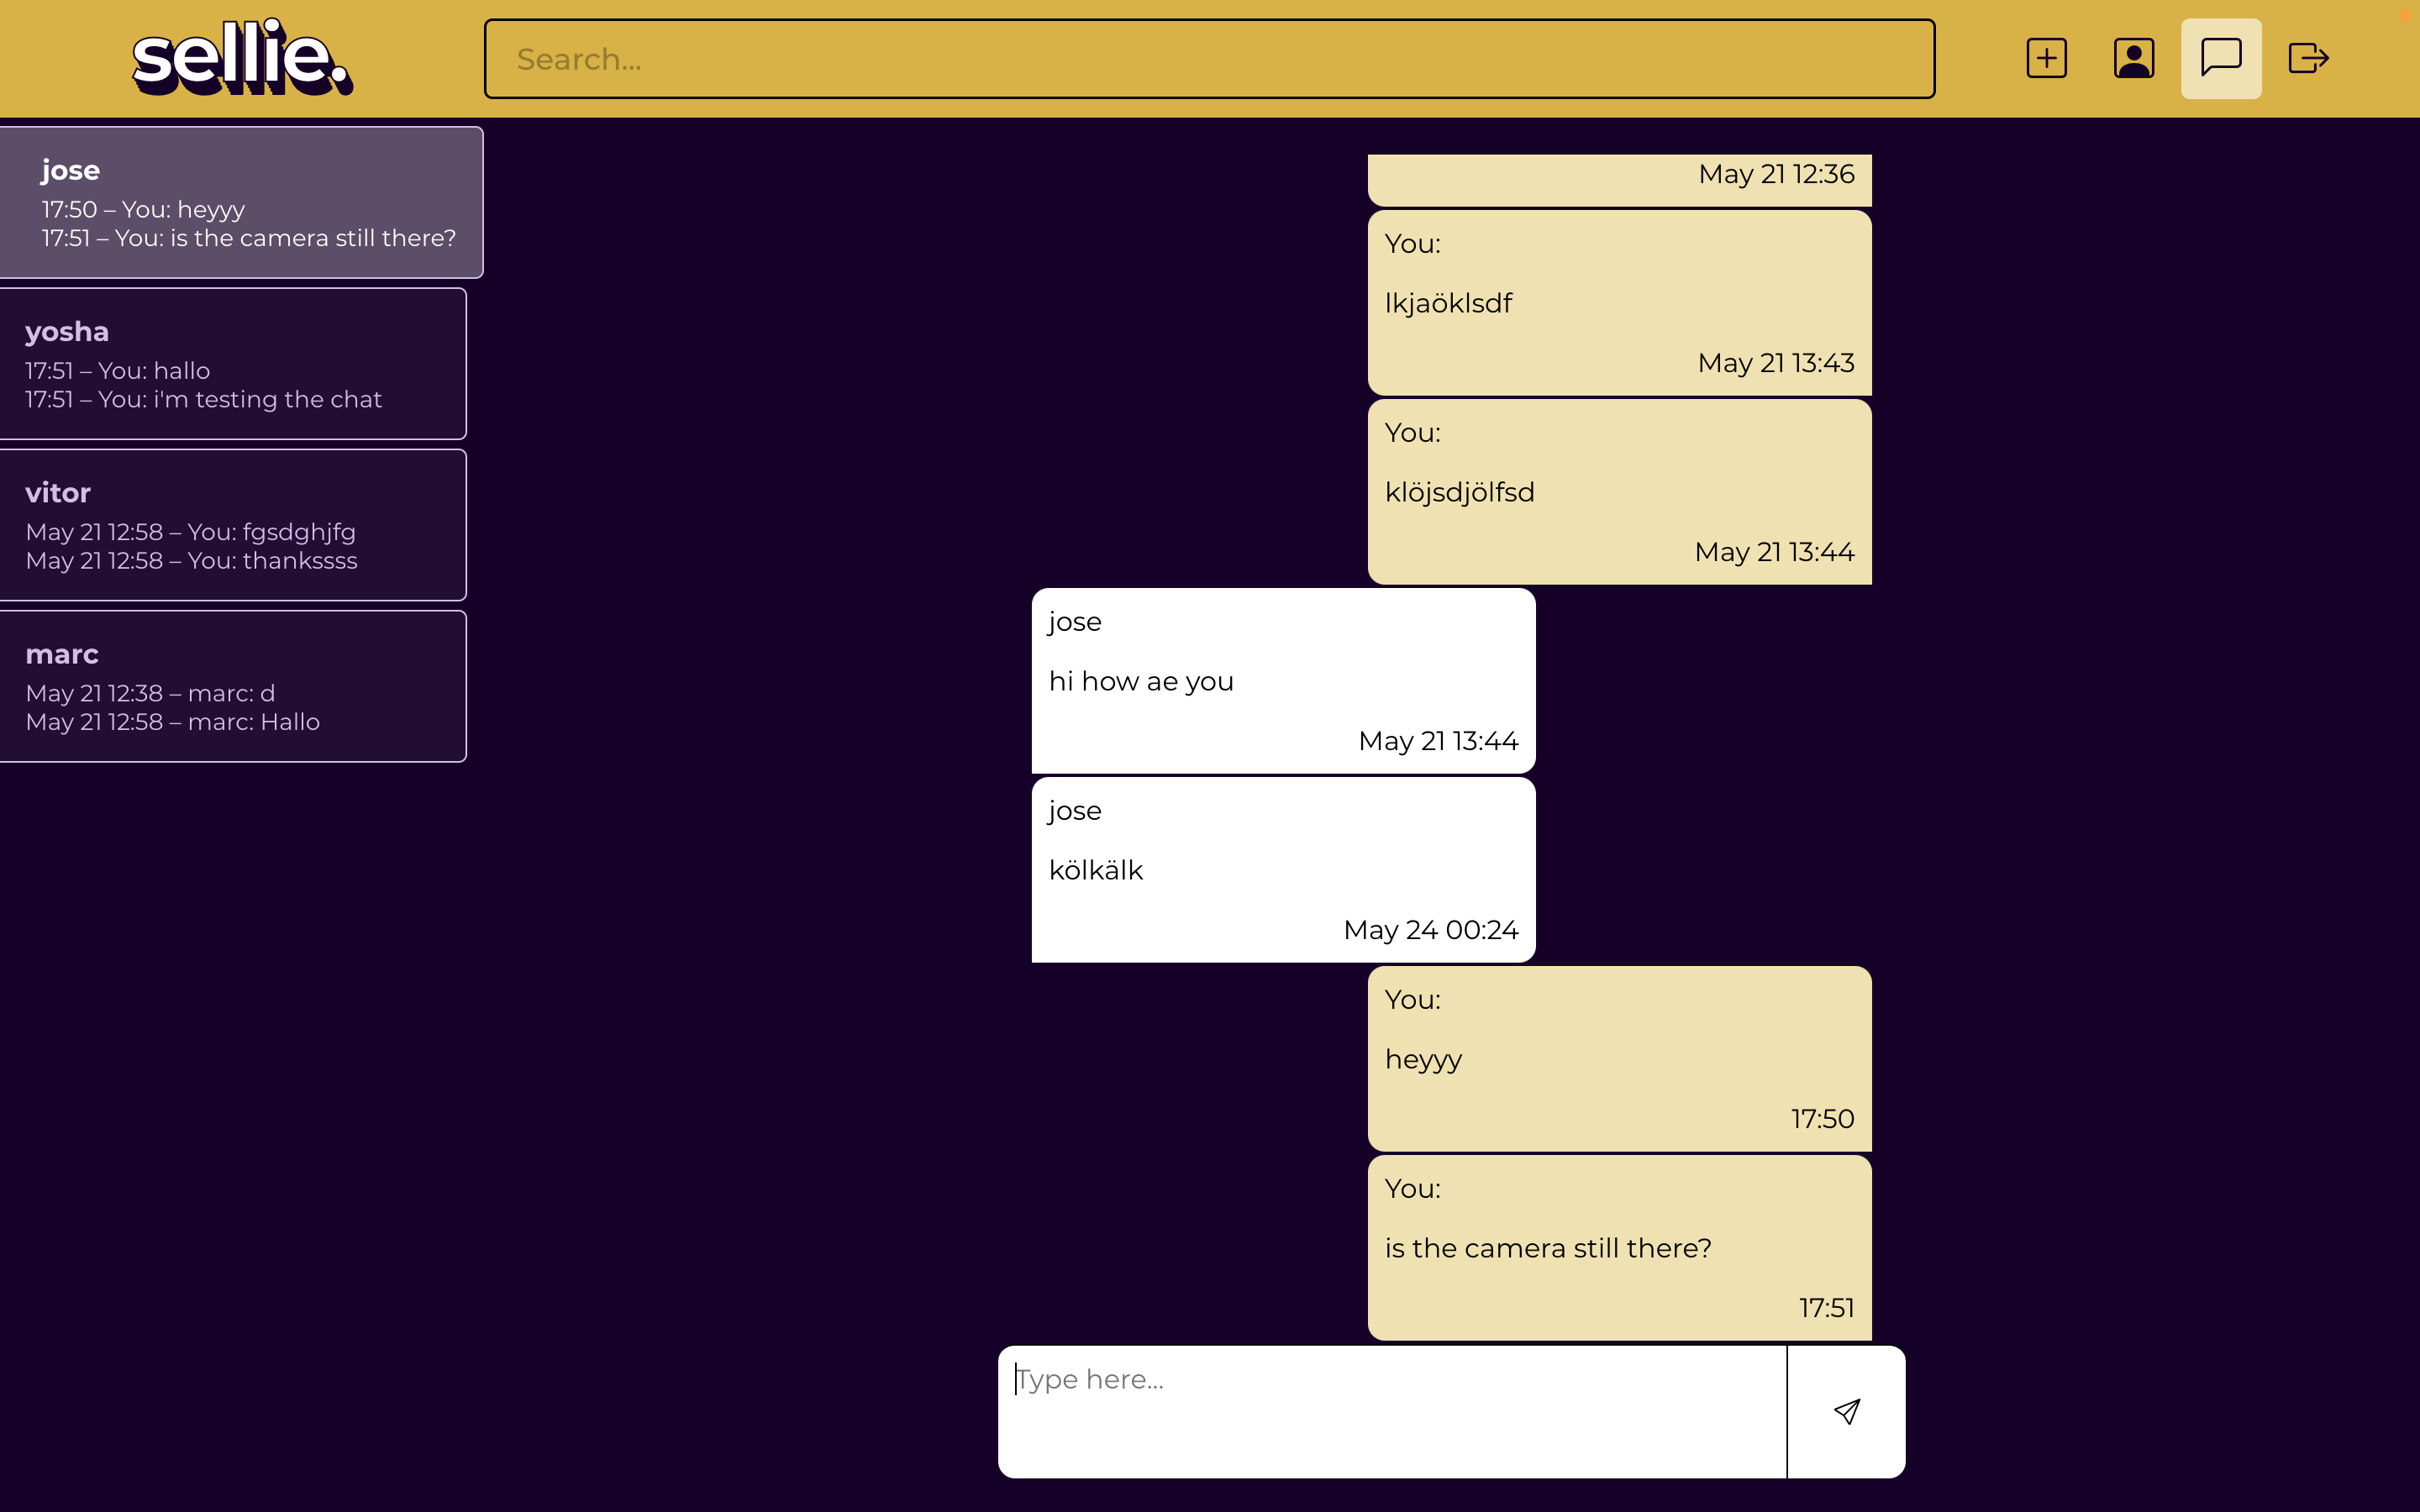 sellie.
Search...
jose
17:50 – You: heyyy
17:51 – You: is the camera still there?
yosha
17:51 – You: hallo
17:51 – You: i'm testing the chat
vitor
May 21 12:58 – You: fgsdghjfg
May 21 12:58 – You: thankssss
marc
May 21 12:38 – marc: d
May 21 12:58 – marc: Hallo
May 21 12:36
You:
lkjaöklsdf
May 21 13:43
You:
klöjsdjölfsd
May 21 13:44
jose
hi how ae you
May 21 13:44
jose
kölkälk
May 24 00:24
You:
heyyy
17:50
You:
is the camera still there?
17:51
Type here...